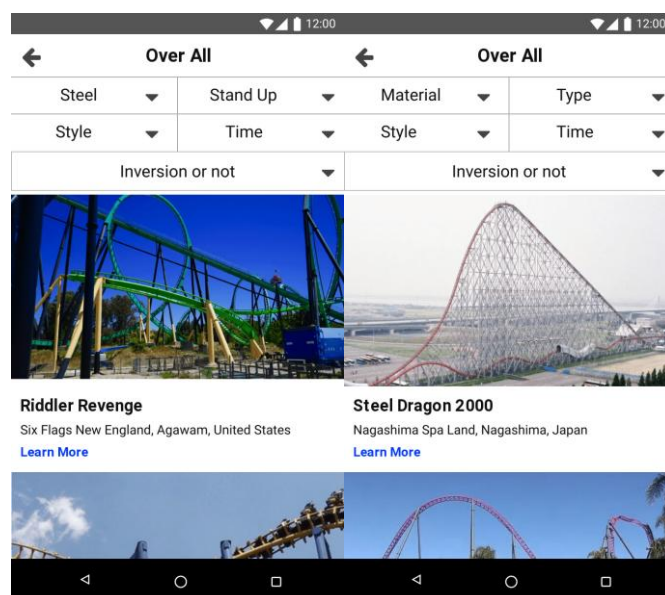 12:00
Over All
Steel
Stand Up
Style
Time
Inversion or not
Riddler Revenge
Six Flags New England, Agawam, United States
Learn More
12:00
Over All
Material
Type
Style
Time
Inversion or not
Steel Dragon 2000
Nagashima Spa Land, Nagashima, Japan
Learn More